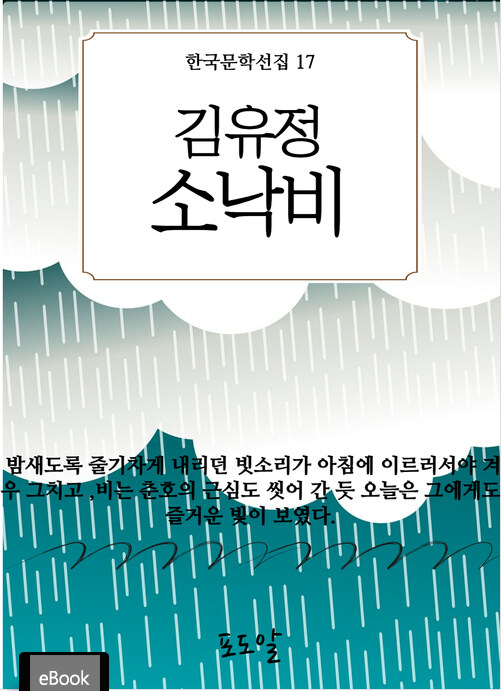 한국문학선집 17
김유정
소낙비
밤새도록 줄기차게 내리던 빗소리가 아침에 이르러서야 겨
우 그치고 ,비는 춘호의 근심도 씻어 간 듯 오늘은 그에게도
즐거운 빛이 보였다.
포도알
eBook